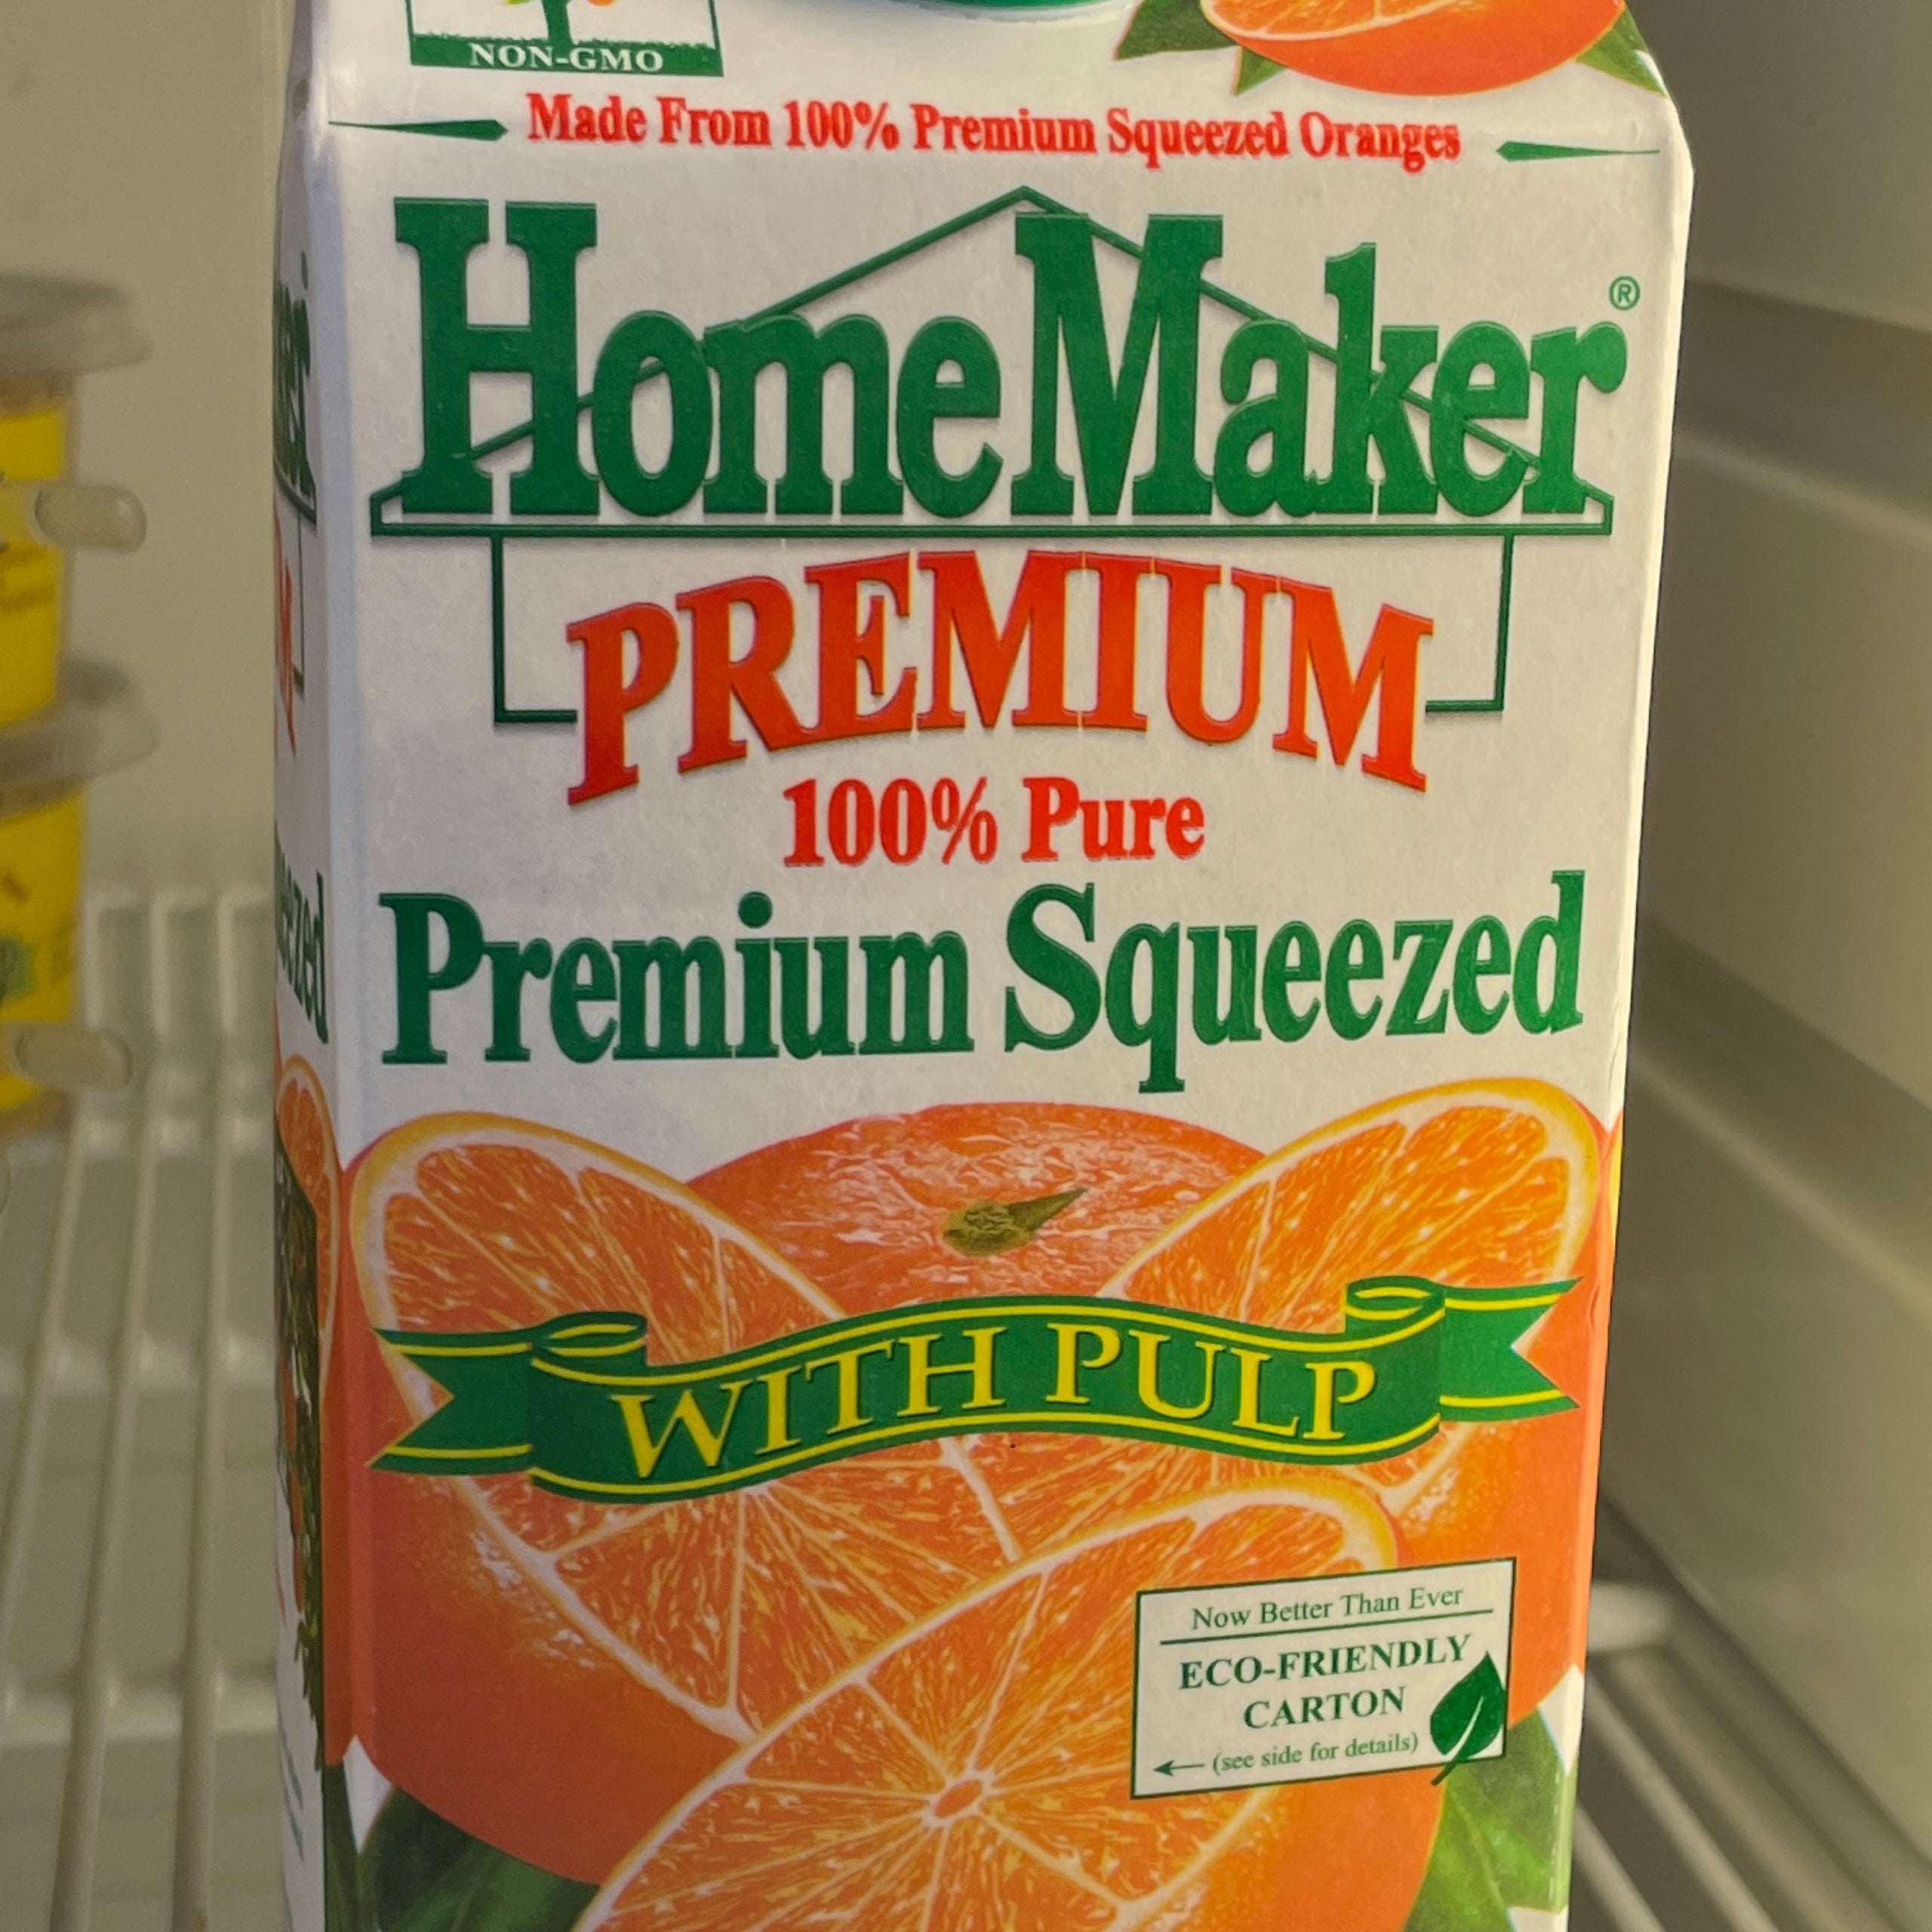 NON-GMO
Made From 100% Premium Squeezed Oranges
HomeMaker®
PREMIUM
100% Pure
Premium Squeezed
WITH PULP
Now Better Than Ever
ECO-FRIENDLY
CARTON
← (see side for details)